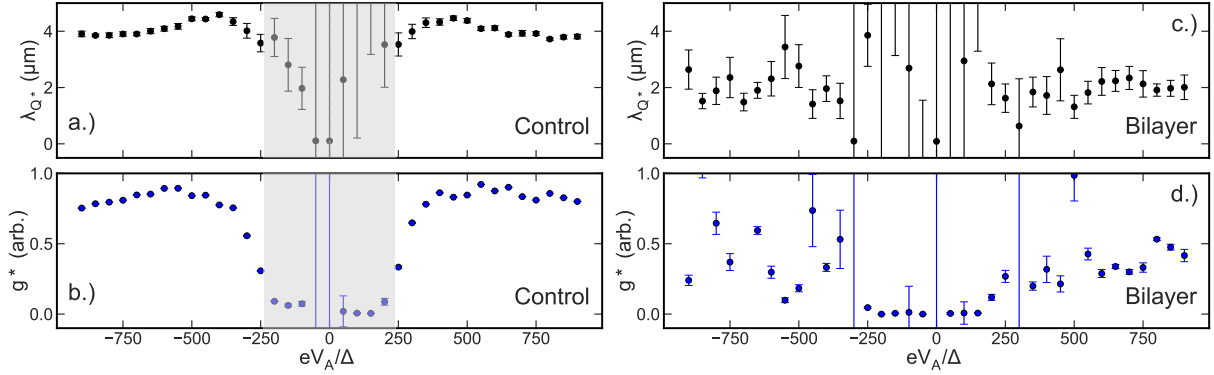 4
2
0
λQ* (μm)
a.)
Control
1.0
0.5
0.0
g* (arb.)
b.)
Control
−750
−500
−250
0
250
500
750
eVA/Δ
4
2
0
λQ* (μm)
c.)
Bilayer
1.0
0.5
0.0
g* (arb.)
d.)
Bilayer
−750
−500
−250
0
250
500
750
eVA/Δ